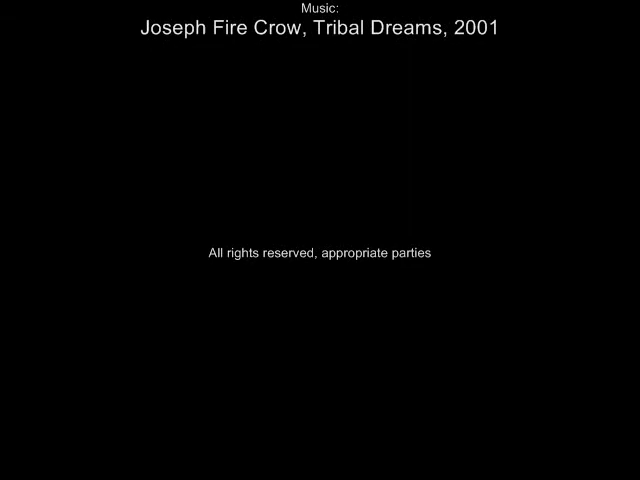 Music:
Joseph Fire Crow, Tribal Dreams, 2001
All rights reserved, appropriate parties